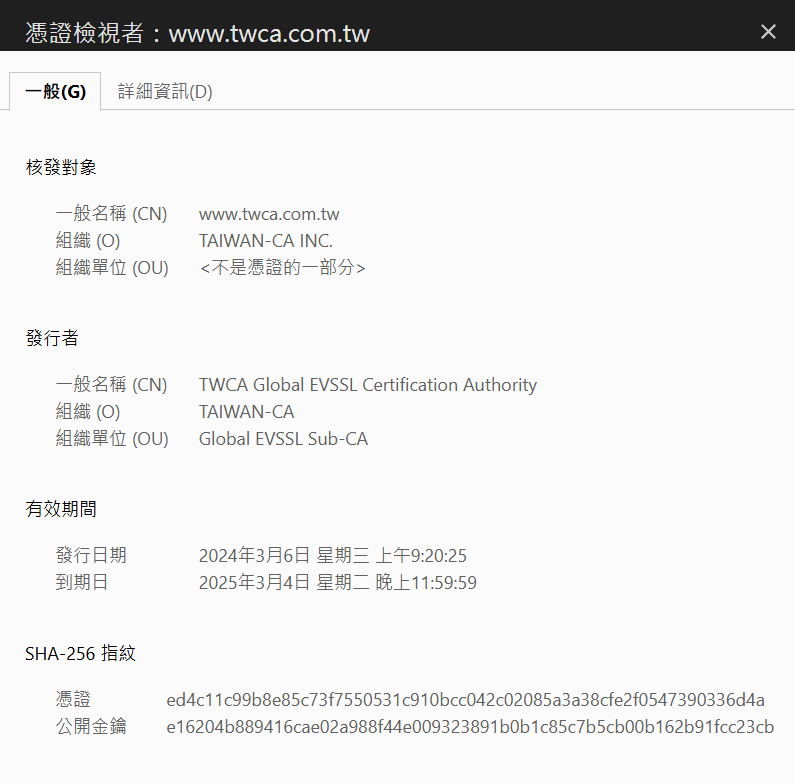 憑證檢視者：www.twca.com.tw
一般(G) 詳細資訊(D)
核發對象
一般名稱 (CN) www.twca.com.tw
組織 (O) TAIWAN-CA INC.
組織單位 (OU) <不是憑證的一部分>
發行者
一般名稱 (CN) TWCA Global EVSSL Certification Authority
組織 (O) TAIWAN-CA
組織單位 (OU) Global EVSSL Sub-CA
有效期間
發行日期 2024年3月6日 星期三 上午9:20:25
到期日 2025年3月4日 星期二 晚上11:59:59
SHA-256 指紋
憑證 ed4c11c99b8e85c73f7550531c910bcc042c02085a3a38cfe2f0547390336d4a
公開金鑰 e16204b889416cae02a988f44e009323891b0b1c85c7b5cb00b162b91fcc23cb